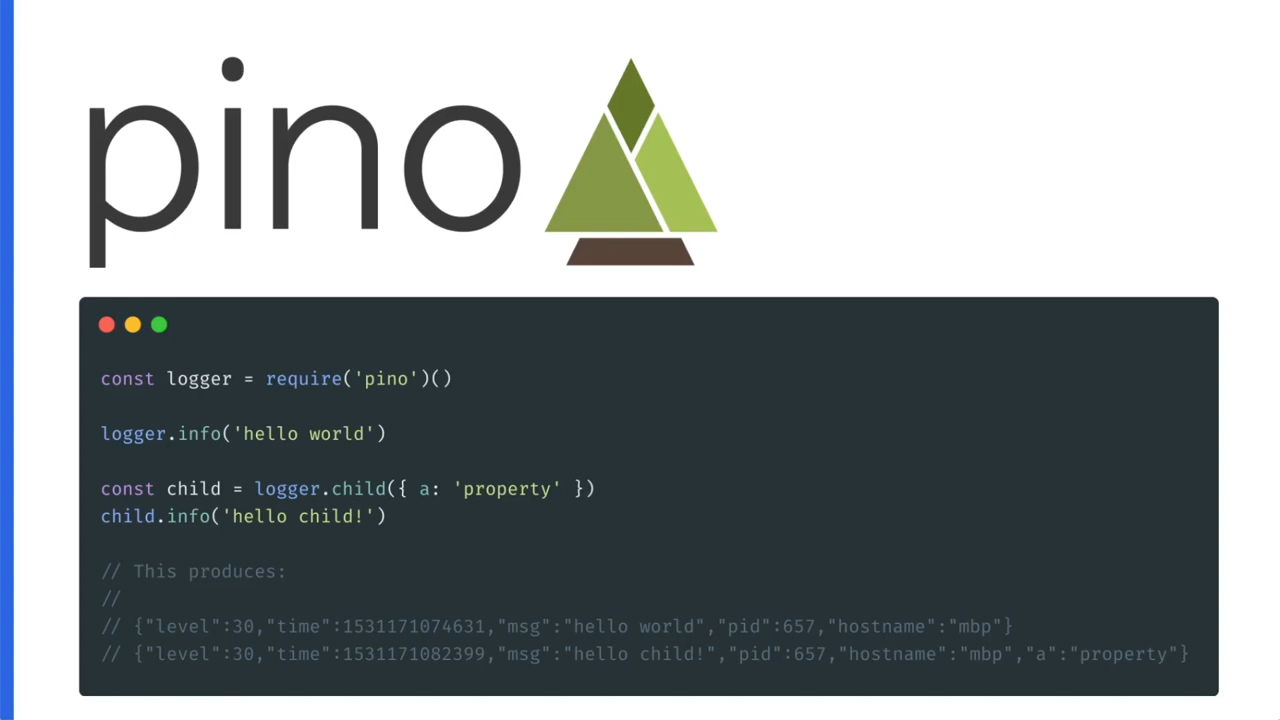 pino
const logger = require('pino')()
logger.info('hello world')
const child = logger.child({ a: 'property' })
child.info('hello child!')
// This produces:
//
// {"level":30,"time":1531171074631,"msg":"hello world","pid":657,"hostname":"mbp"}
// {"level":30,"time":1531171082399,"msg":"hello child!","pid":657,"hostname":"mbp","a":"property"}